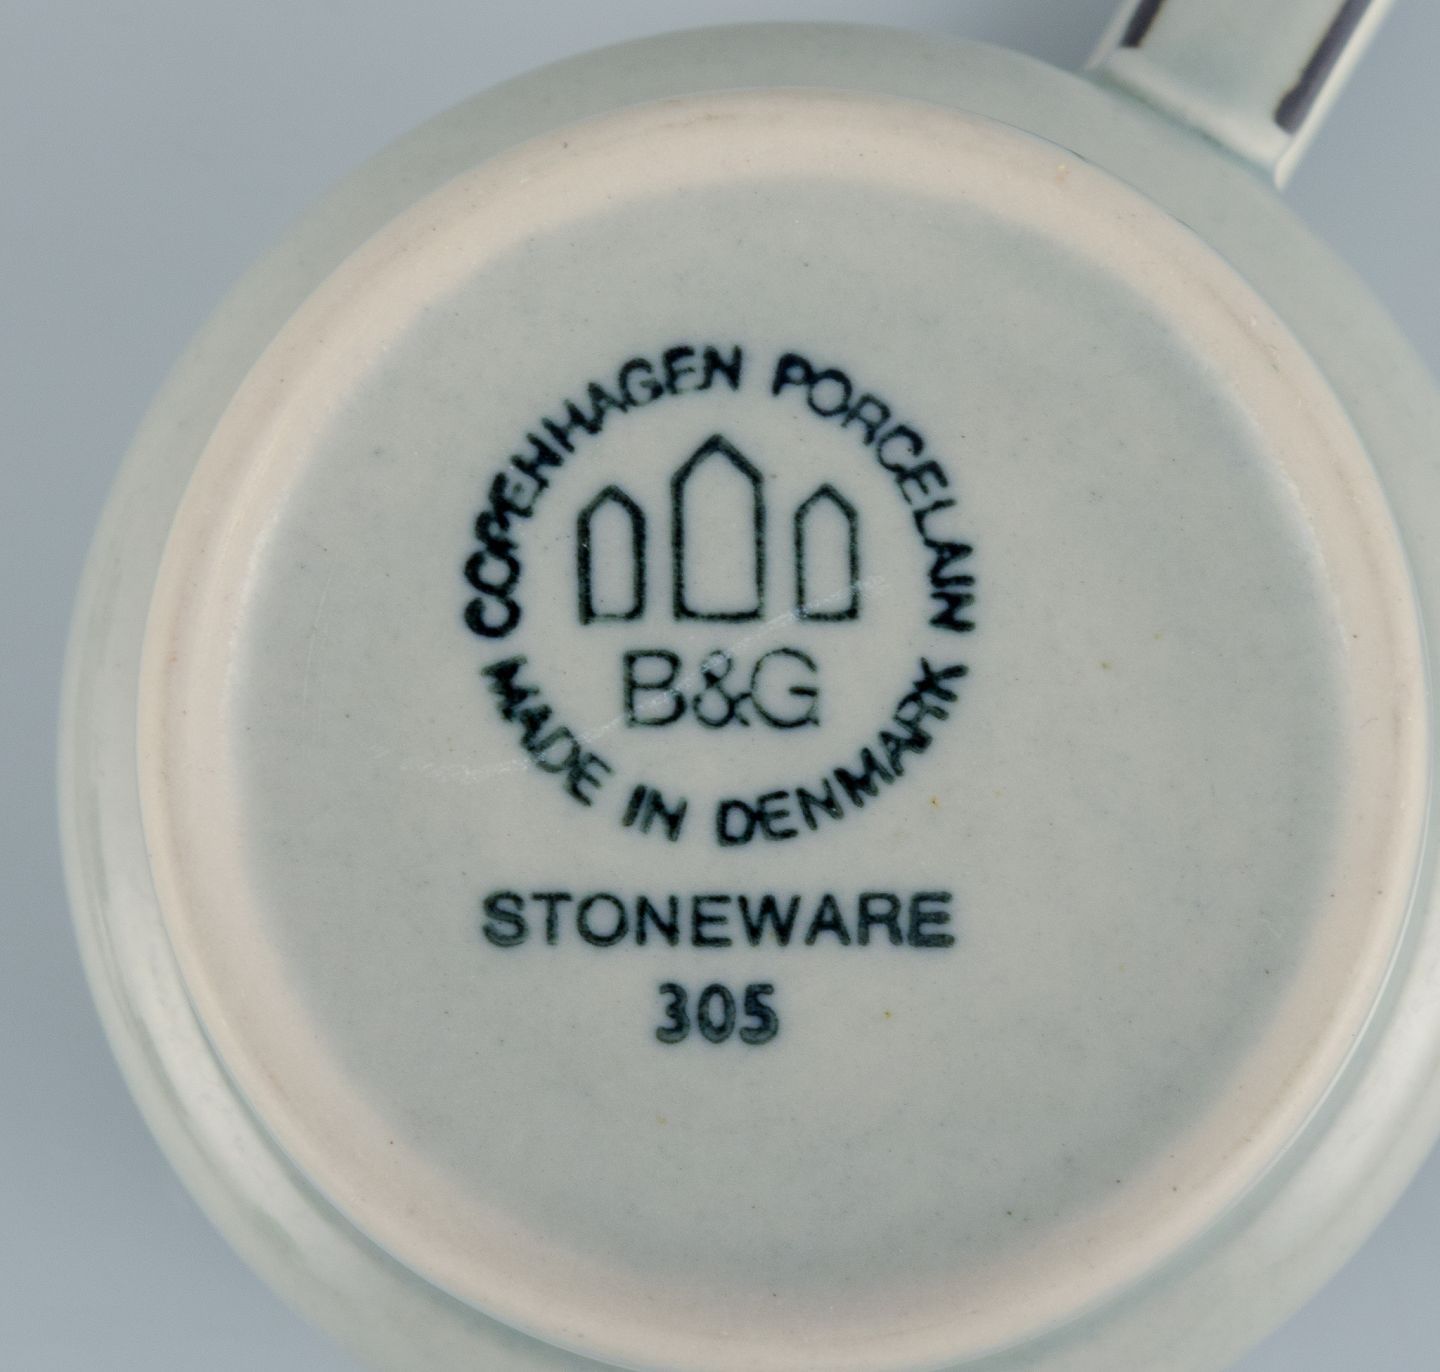 COPENHAGEN PORCELAIN
B&G
MADE IN DENMARK
STONEWARE
305